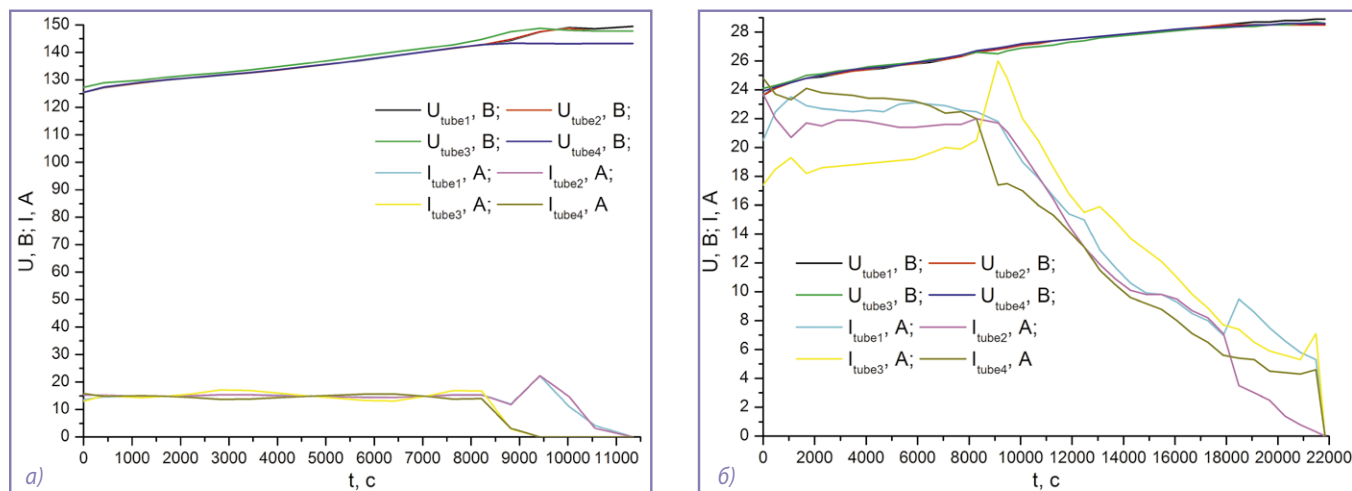 150
140
130
120
110
100
90
80
70
60
50
40
30
20
10
0
U, B; I, A
U_tube1, B; U_tube2, B;
U_tube3, B; U_tube4, B;
I_tube1, A; I_tube2, A;
I_tube3, A; I_tube4, A
0 1000 2000 3000 4000 5000 6000 7000 8000 9000 10000 11000
t, c
а)
28
26
24
22
20
18
16
14
12
10
8
6
4
2
0
U, B; I, A
U_tube1, B; U_tube2, B;
U_tube3, B; U_tube4, B;
I_tube1, A; I_tube2, A;
I_tube3, A; I_tube4, A
0 2000 4000 6000 8000 10000 12000 14000 16000 18000 20000 22000
t, c
б)